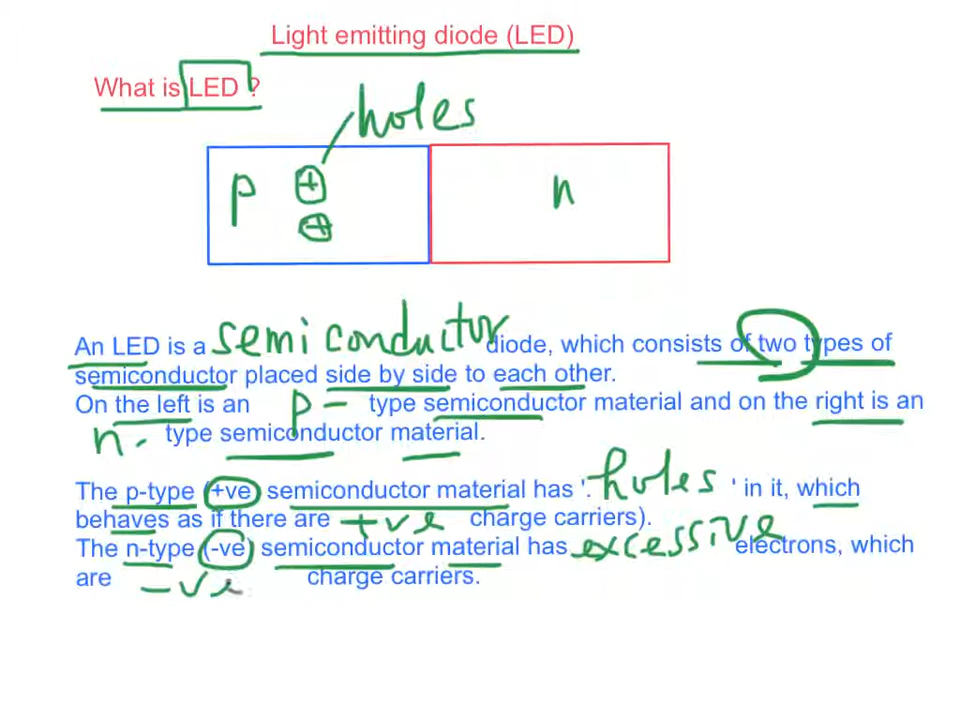 Light emitting diode (LED)
What is LED ?
holes
p + n
+
An LED is a semiconductor diode, which consists of two types of
semiconductor placed side by side to each other.
On the left is an p- type semiconductor material and on the right is an
n- type semiconductor material.
The p-type (+ve) semiconductor material has '. holes ' in it, which
behaves as if there are +ve charge carriers).
The n-type (-ve) semiconductor material has excessive electrons, which
are -ve charge carriers.